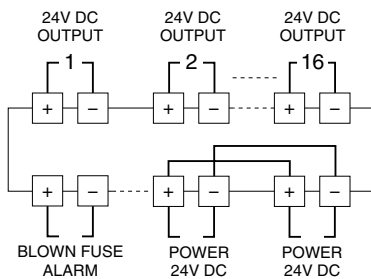 24V DC OUTPUT
24V DC OUTPUT
24V DC OUTPUT
1
2
16
+ −
+ −
+ −
+ −
+ −
+ −
BLOWN FUSE ALARM
POWER 24V DC
POWER 24V DC